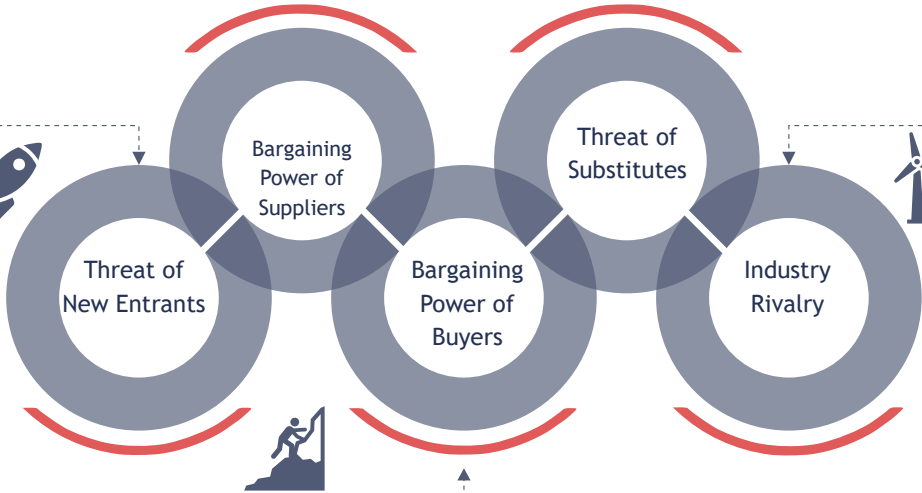 Threat of
New Entrants
Bargaining
Power of
Suppliers
Bargaining
Power of
Buyers
Threat of
Substitutes
Industry
Rivalry